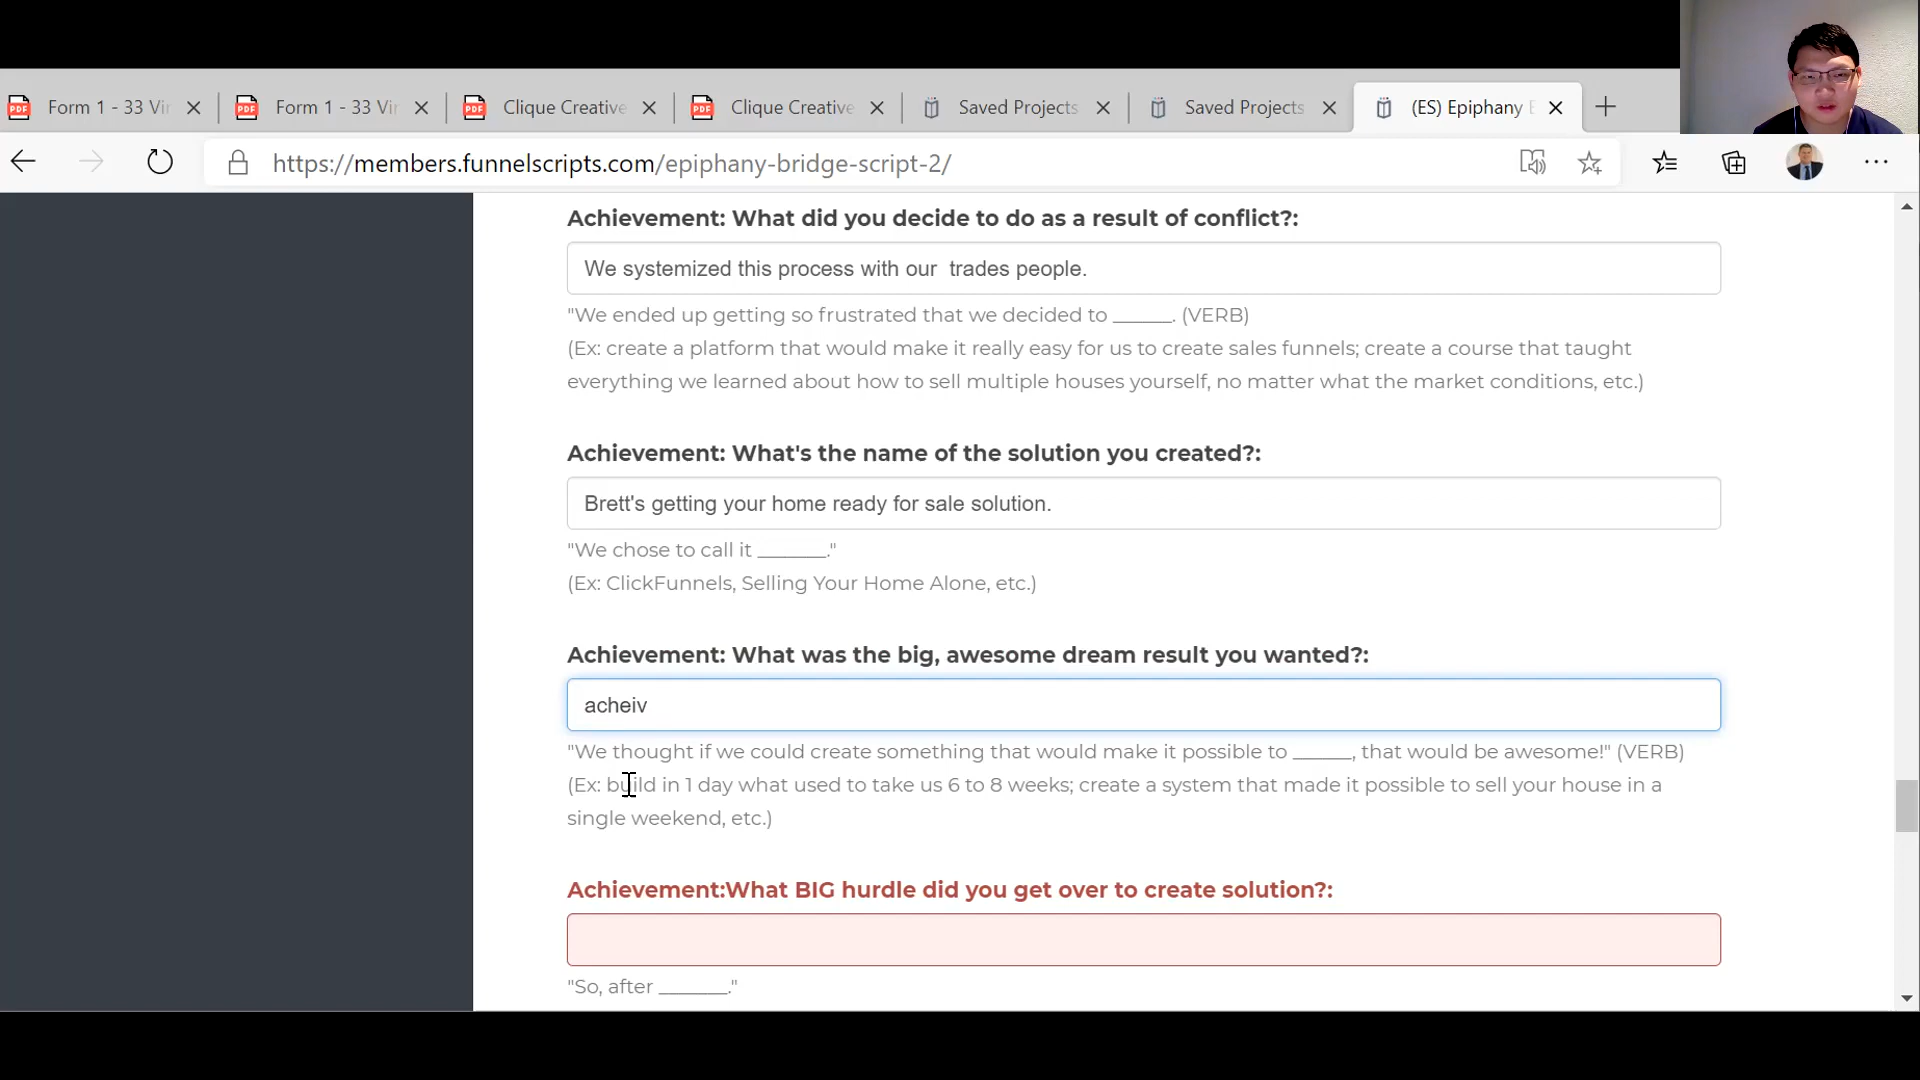 Form 1 - 33 Vir
Form 1 - 33 Vir
Clique Creative
Clique Creative
Saved Projects
Saved Projects
(ES) Epiphany E
https://members.funnelscripts.com/epiphany-bridge-script-2/
Achievement: What did you decide to do as a result of conflict?:
We systemized this process with our  trades people.
"We ended up getting so frustrated that we decided to ______. (VERB)
(Ex: create a platform that would make it really easy for us to create sales funnels; create a course that taught
everything we learned about how to sell multiple houses yourself, no matter what the market conditions, etc.)
Achievement: What's the name of the solution you created?:
Brett's getting your home ready for sale solution.
"We chose to call it _______."
(Ex: ClickFunnels, Selling Your Home Alone, etc.)
Achievement: What was the big, awesome dream result you wanted?:
acheiv
"We thought if we could create something that would make it possible to ______, that would be awesome!" (VERB)
(Ex: build in 1 day what used to take us 6 to 8 weeks; create a system that made it possible to sell your house in a
single weekend, etc.)
Achievement:What BIG hurdle did you get over to create solution?:
"So, after _______."